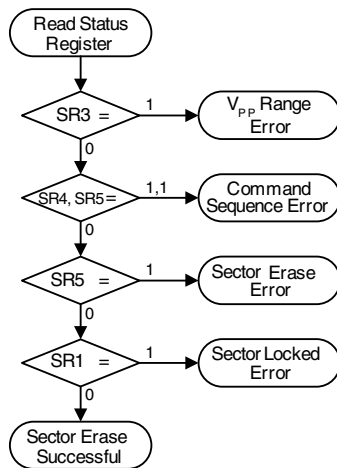 Read Status
Register
SR3 =
1
V_PP Range
Error
0
SR4, SR5=
1,1
Command
Sequence Error
0
SR5 =
1
Sector Erase
Error
0
SR1 =
1
Sector Locked
Error
0
Sector Erase
Successful